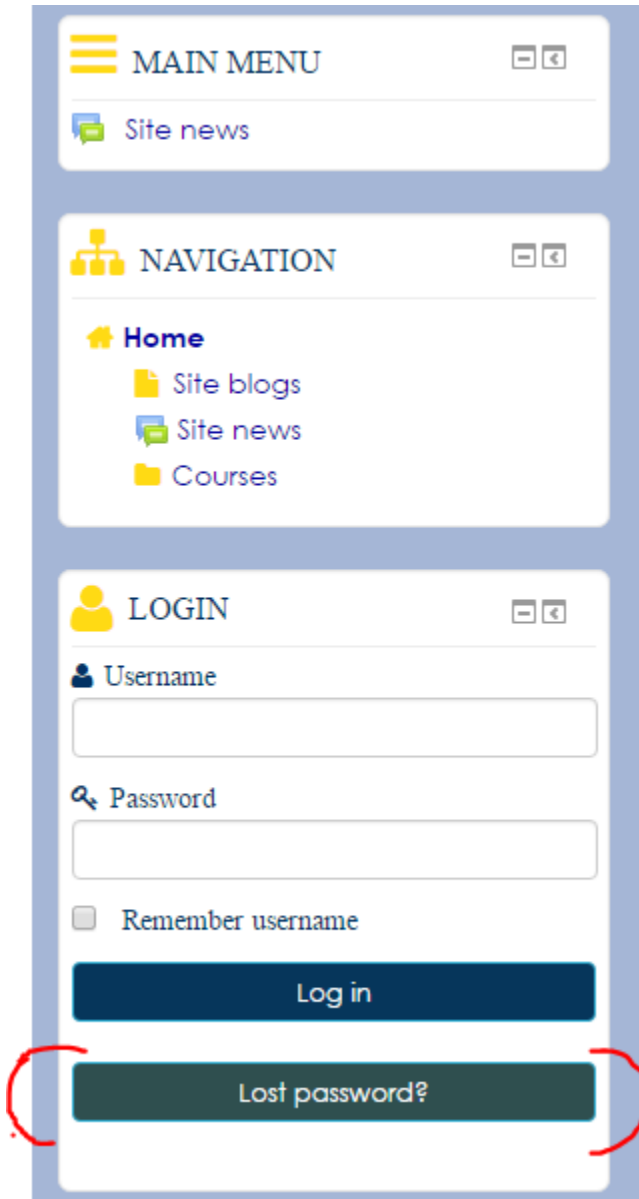 MAIN MENU
Site news
NAVIGATION
Home
Site blogs
Site news
Courses
LOGIN
Username
Password
Remember username
Log in
Lost password?